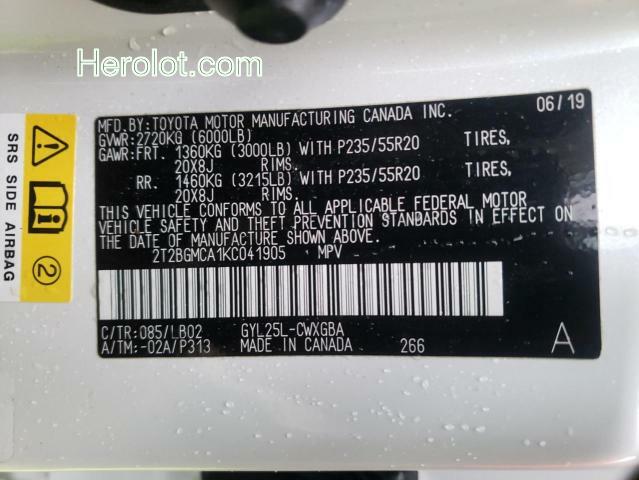 Herolot.com
MFD.BY:TOYOTA MOTOR MANUFACTURING CANADA INC. 06/19
GVWR:2720KG (6000LB)
GAWR:FRT. 1360KG (3000LB) WITH P235/55R20 TIRES,
20X8J RIMS.
RR. 1460KG (3215LB) WITH P235/55R20 TIRES,
20X8J RIMS.
THIS VEHICLE CONFORMS TO ALL APPLICABLE FEDERAL MOTOR
VEHICLE SAFETY AND THEFT PREVENTION STANDARDS IN EFFECT ON
THE DATE OF MANUFACTURE SHOWN ABOVE.
2T2BGMCA1KC041905 MPV
C/TR:085/LB02 GYL25L-CWXGBA A
A/TM:-02A/P313 MADE IN CANADA 266
SRS SIDE AIRBAG
2